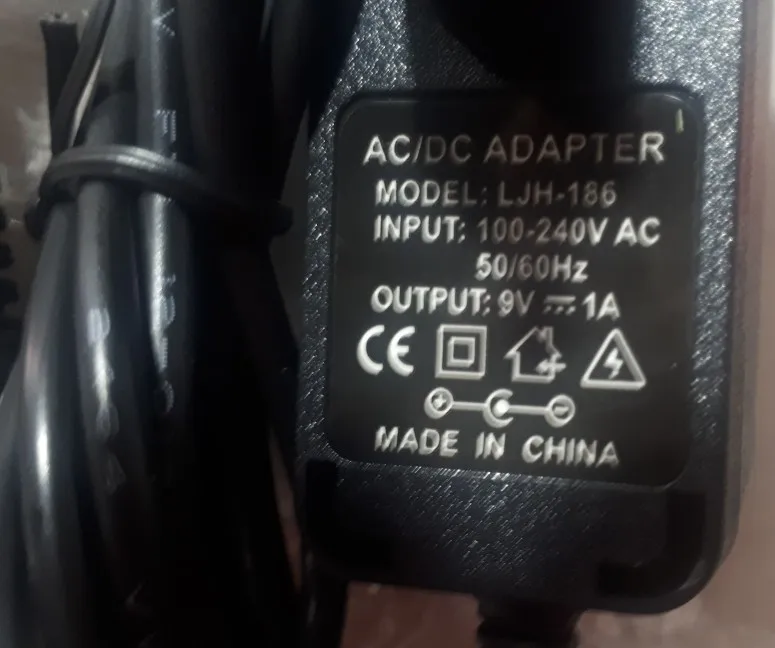 AC/DC ADAPTER
MODEL: LJH-186
INPUT: 100-240V AC
50/60Hz
OUTPUT: 9V ⎓ 1A
CE
MADE IN CHINA